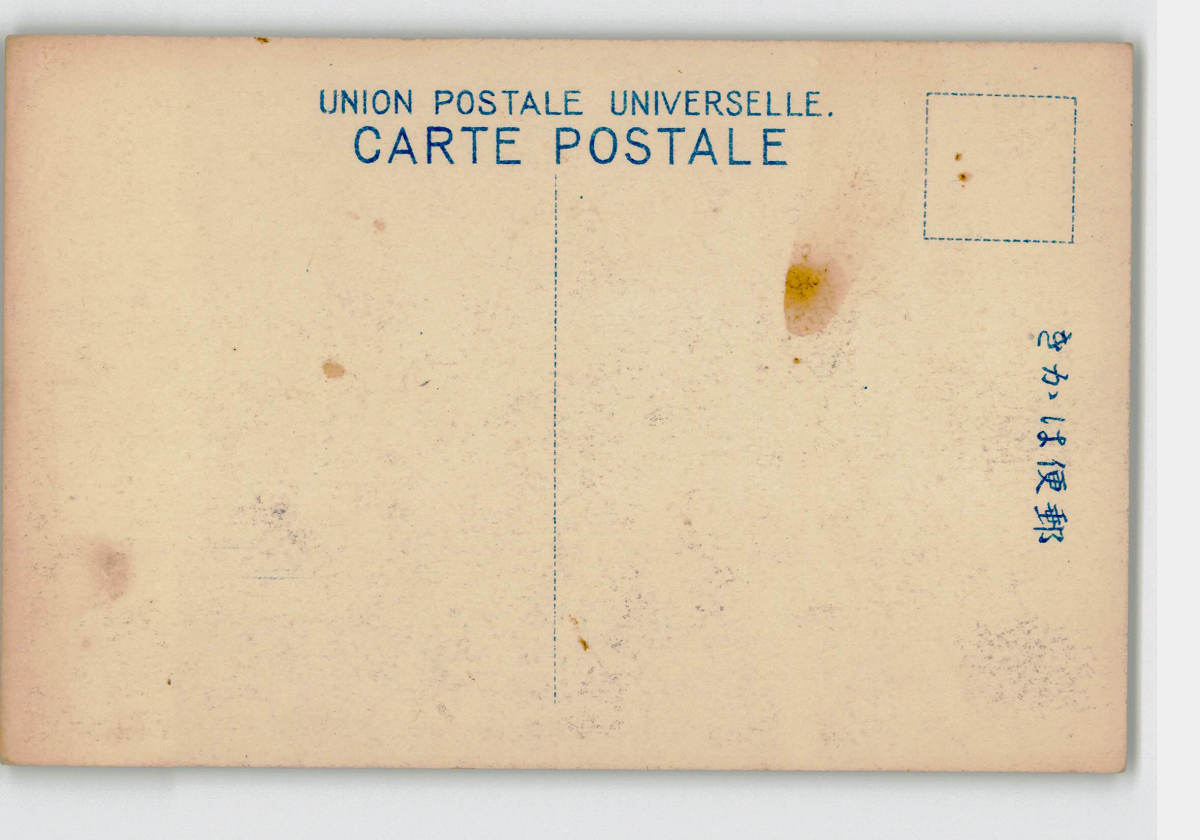 UNION POSTALE UNIVERSELLE.
CARTE POSTALE
郵便はかき